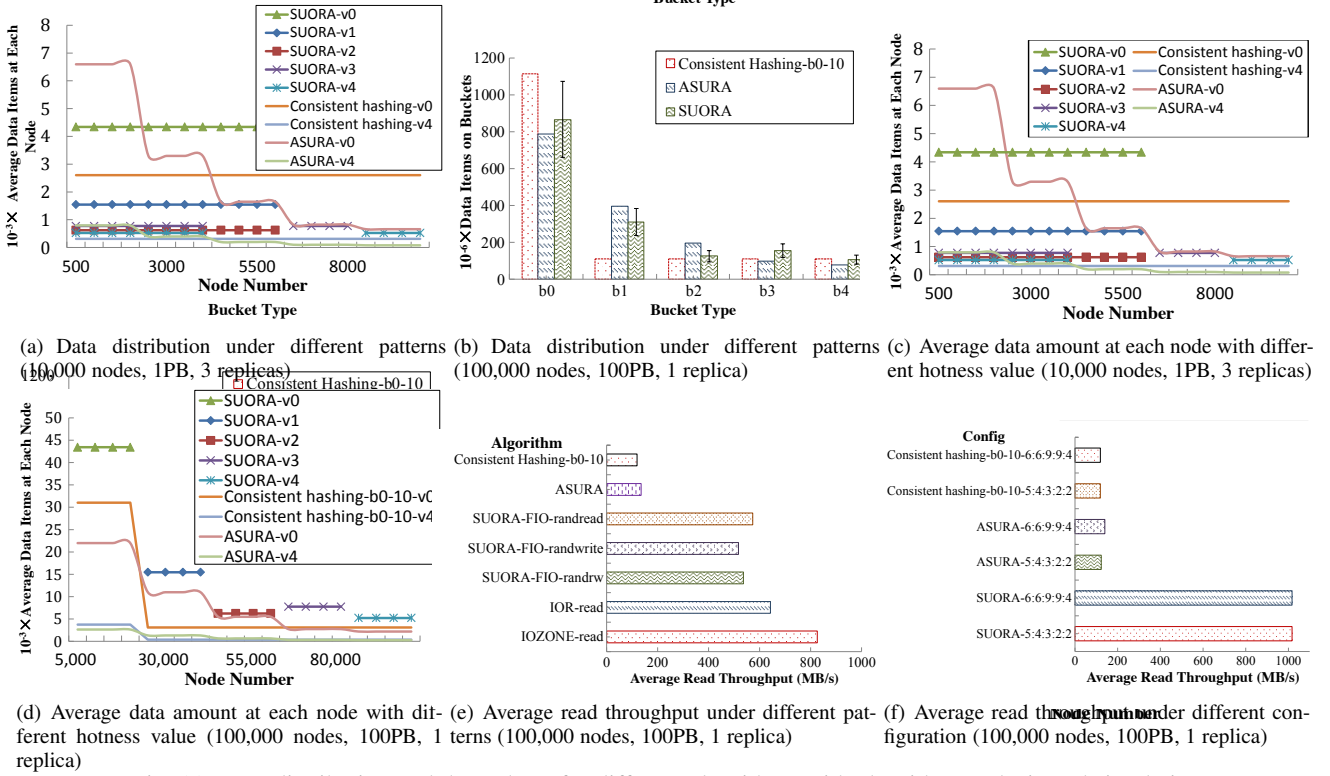 Bucket Type
10⁻³× Average Data Items at Each Node
8
7
6
5
4
3
2
1
0
500 3000 5500 8000
Node Number
Bucket Type
SUORA-v0
SUORA-v1
SUORA-v2
SUORA-v3
SUORA-v4
Consistent hashing-v0
Consistent hashing-v4
ASURA-v0
ASURA-v4
(a) Data distribution under different patterns
(10,000 nodes, 1PB, 3 replicas)
10⁻⁶×Data Items on Buckets
1200
1000
800
600
400
200
0
b0 b1 b2 b3 b4
Bucket Type
Consistent Hashing-b0-10
ASURA
SUORA
(b) Data distribution under different patterns
(100,000 nodes, 100PB, 1 replica)
10⁻³×Average Data Items at Each Node
8
7
6
5
4
3
2
1
0
500 3000 5500 8000
Node Number
SUORA-v0 Consistent hashing-v0
SUORA-v1 Consistent hashing-v4
SUORA-v2 ASURA-v0
SUORA-v3 ASURA-v4
SUORA-v4
(c) Average data amount at each node with differ-
ent hotness value (10,000 nodes, 1PB, 3 replicas)
1200
Consistent Hashing-b0-10
10⁻³×Average Data Items at Each Node
50
45
40
35
30
25
20
15
10
5
0
5,000 30,000 55,000 80,000
Node Number
SUORA-v0
SUORA-v1
SUORA-v2
SUORA-v3
SUORA-v4
Consistent hashing-b0-10-v0
Consistent hashing-b0-10-v4
ASURA-v0
ASURA-v4
(d) Average data amount at each node with dif-
ferent hotness value (100,000 nodes, 100PB, 1
replica)
Algorithm
Consistent Hashing-b0-10
ASURA
SUORA-FIO-randread
SUORA-FIO-randwrite
SUORA-FIO-randrw
IOR-read
IOZONE-read
0 200 400 600 800 1000
Average Read Throughput (MB/s)
(e) Average read throughput under different pat-
terns (100,000 nodes, 100PB, 1 replica)
Config
Consistent hashing-b0-10-6:6:9:9:4
Consistent hashing-b0-10-5:4:3:2:2
ASURA-6:6:9:9:4
ASURA-5:4:3:2:2
SUORA-6:6:9:9:4
SUORA-5:4:3:2:2
0 200 400 600 800 1000
Average Read Throughput (MB/s)
Node Number
(f) Average read throughput under different con-
figuration (100,000 nodes, 100PB, 1 replica)